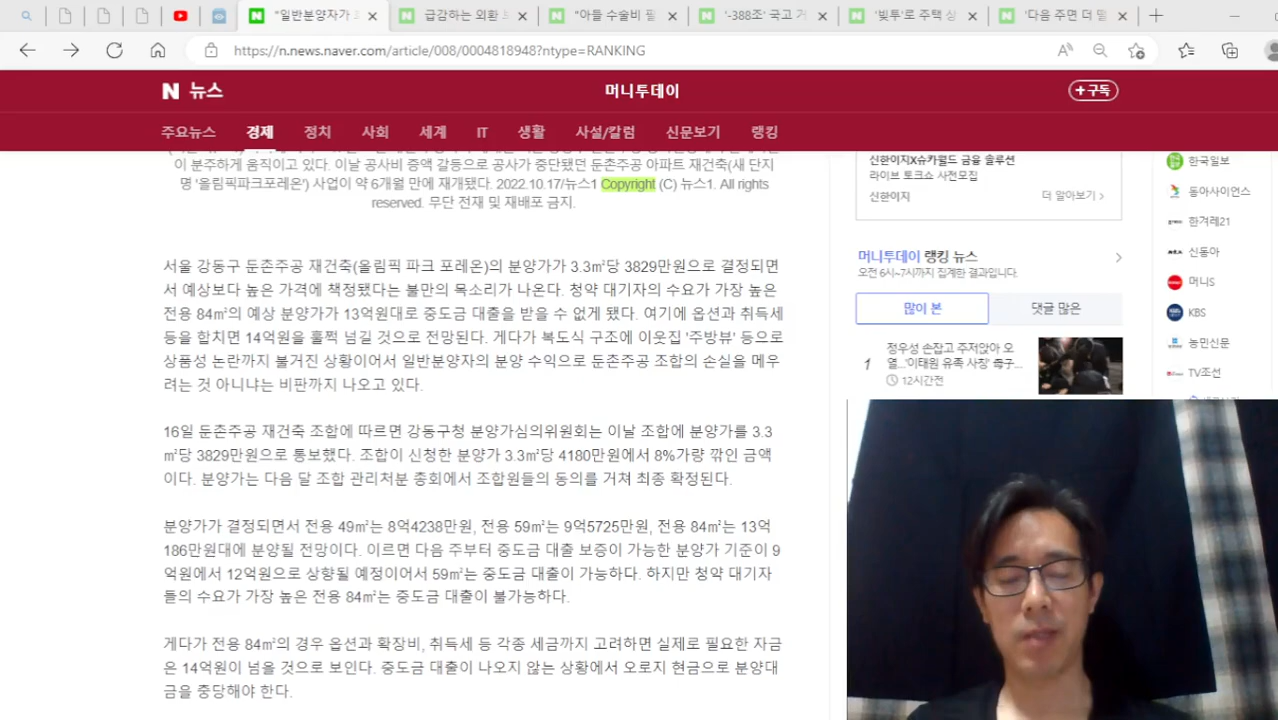 "일반분양자가
급감하는 외환
"아들 수술비 필
'-388조' 국고
'빚투'로 주택 상
'다음 주면 더
https://n.news.naver.com/article/008/0004818948?ntype=RANKING
N 뉴스
머니투데이
+ 구독
주요뉴스 경제 정치 사회 세계 IT 생활 사설/칼럼 신문보기 랭킹
이 분주하게 움직이고 있다. 이날 공사비 증액 갈등으로 공사가 중단됐던 둔촌주공 아파트 재건축(새 단지
명 '올림픽파크포레온') 사업이 약 6개월 만에 재개됐다. 2022.10.17/뉴스1 Copyright (C) 뉴스1. All rights
reserved. 무단 전재 및 재배포 금지.
서울 강동구 둔촌주공 재건축(올림픽 파크 포레온)의 분양가가 3.3㎡당 3829만원으로 결정되면
서 예상보다 높은 가격에 책정됐다는 불만의 목소리가 나온다. 청약 대기자의 수요가 가장 높은
전용 84㎡의 예상 분양가가 13억원대로 중도금 대출을 받을 수 없게 됐다. 여기에 옵션과 취득세
등을 합치면 14억원을 훌쩍 넘길 것으로 전망된다. 게다가 복도식 구조에 이웃집 '주방뷰' 등으로
상품성 논란까지 불거진 상황이어서 일반분양자의 분양 수익으로 둔촌주공 조합의 손실을 메우
려는 것 아니냐는 비판까지 나오고 있다.
16일 둔촌주공 재건축 조합에 따르면 강동구청 분양가심의위원회는 이날 조합에 분양가를 3.3
㎡당 3829만원으로 통보했다. 조합이 신청한 분양가 3.3㎡당 4180만원에서 8%가량 깎인 금액
이다. 분양가는 다음 달 조합 관리처분 총회에서 조합원들의 동의를 거쳐 최종 확정된다.
분양가가 결정되면서 전용 49㎡는 8억4238만원, 전용 59㎡는 9억5725만원, 전용 84㎡는 13억
186만원대에 분양될 전망이다. 이르면 다음 주부터 중도금 대출 보증이 가능한 분양가 기준이 9
억원에서 12억원으로 상향될 예정이어서 59㎡는 중도금 대출이 가능하다. 하지만 청약 대기자
들의 수요가 가장 높은 전용 84㎡는 중도금 대출이 불가능하다.
게다가 전용 84㎡의 경우 옵션과 확장비, 취득세 등 각종 세금까지 고려하면 실제로 필요한 자금
은 14억원이 넘을 것으로 보인다. 중도금 대출이 나오지 않는 상황에서 오로지 현금으로 분양대
금을 충당해야 한다.
신한이지X슈카월드 금융 솔루션
라이브 토크쇼 사전모집
신한이지
더 알아보기 >
머니투데이 랭킹 뉴스
오전 6시~7시까지 집계한 결과입니다.
많이 본
댓글 많은
1
정우성 손잡고 주저앉아 오
열...'이태원 유족 사칭' 母子...
12시간전
한국일보
동아사이언스
한겨레21
신동아
머니S
KBS
농민신문
TV조선